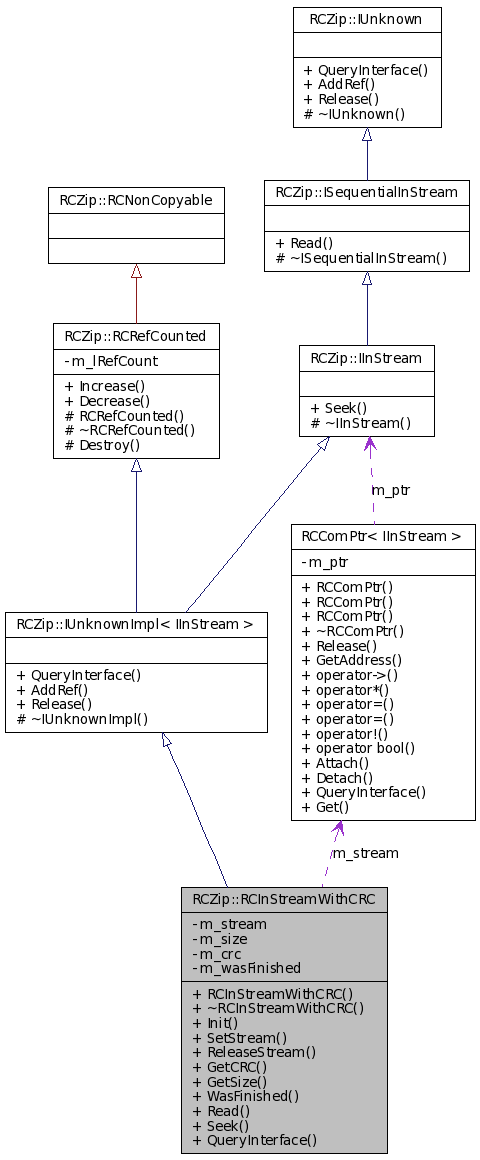 RCZip::IUnknown
+ QueryInterface()
+ AddRef()
+ Release()
# ~IUnknown()
RCZip::RCNonCopyable
RCZip::ISequentialInStream
+ Read()
# ~ISequentialInStream()
RCZip::RCRefCounted
- m_lRefCount
+ Increase()
+ Decrease()
# RCRefCounted()
# ~RCRefCounted()
# Destroy()
RCZip::IInStream
+ Seek()
# ~IInStream()
m_ptr
RCComPtr< IInStream >
- m_ptr
+ RCComPtr()
+ RCComPtr()
+ RCComPtr()
+ ~RCComPtr()
+ Release()
+ GetAddress()
+ operator->()
+ operator*()
+ operator=()
+ operator=()
+ operator!()
+ operator bool()
+ Attach()
+ Detach()
+ QueryInterface()
+ Get()
RCZip::IUnknownImpl< IInStream >
+ QueryInterface()
+ AddRef()
+ Release()
# ~IUnknownImpl()
m_stream
RCZip::RCInStreamWithCRC
- m_stream
- m_size
- m_crc
- m_wasFinished
+ RCInStreamWithCRC()
+ ~RCInStreamWithCRC()
+ Init()
+ SetStream()
+ ReleaseStream()
+ GetCRC()
+ GetSize()
+ WasFinished()
+ Read()
+ Seek()
+ QueryInterface()